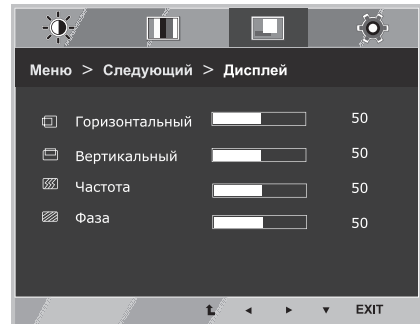 Меню > Следующий > Дисплей
Горизонтальный 50
Вертикальный 50
Частота 50
Фаза 50
EXIT